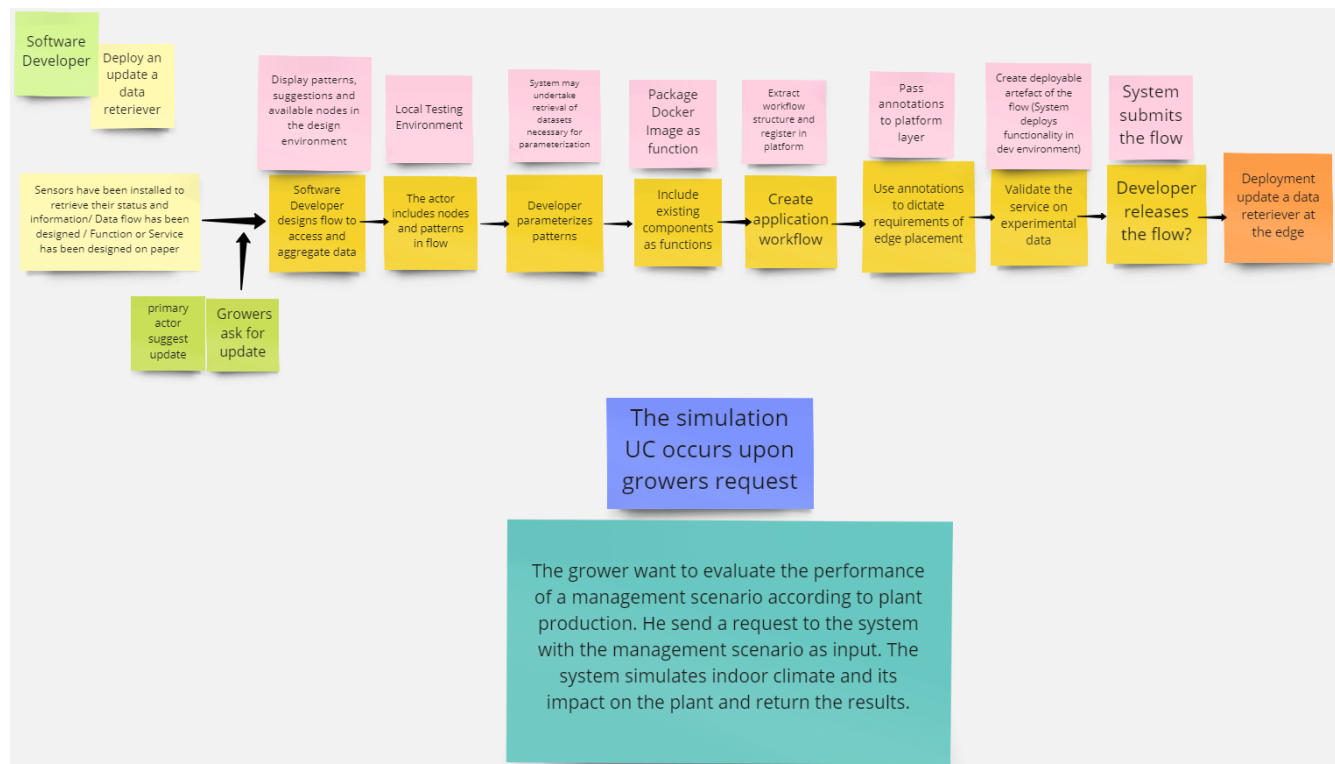 Software
Developer
Deploy an
update a
data
reteriever
Display patterns,
suggestions and
available nodes in
the design
environment
Local Testing
Environment
System may
undertake
retrieval of
datasets
necessary for
parameterization
Package
Docker
Image as
function
Extract
workflow
structure and
register in
platform
Pass
annotations
to platform
layer
Create deployable
artefact of the
flow (System
deploys
functionality in
dev environment)
System
submits
the flow
Sensors have been installed to
retrieve their status and
information/ Data flow has been
designed / Function or Service
has been designed on paper
Software
Developer
designs flow to
access and
aggregate data
The actor
includes nodes
and patterns
in flow
Developer
parameterizes
patterns
Include
existing
components
as functions
Create
application
workflow
Use annotations
to dictate
requirements of
edge placement
Validate the
service on
experimental
data
Developer
releases
the flow?
Deployment
update a data
reteriever at
the edge
primary
actor
suggest
update
Growers
ask for
update
The simulation
UC occurs upon
growers request
The grower want to evaluate the performance
of a management scenario according to plant
production. He send a request to the system
with the management scenario as input. The
system simulates indoor climate and its
impact on the plant and return the results.